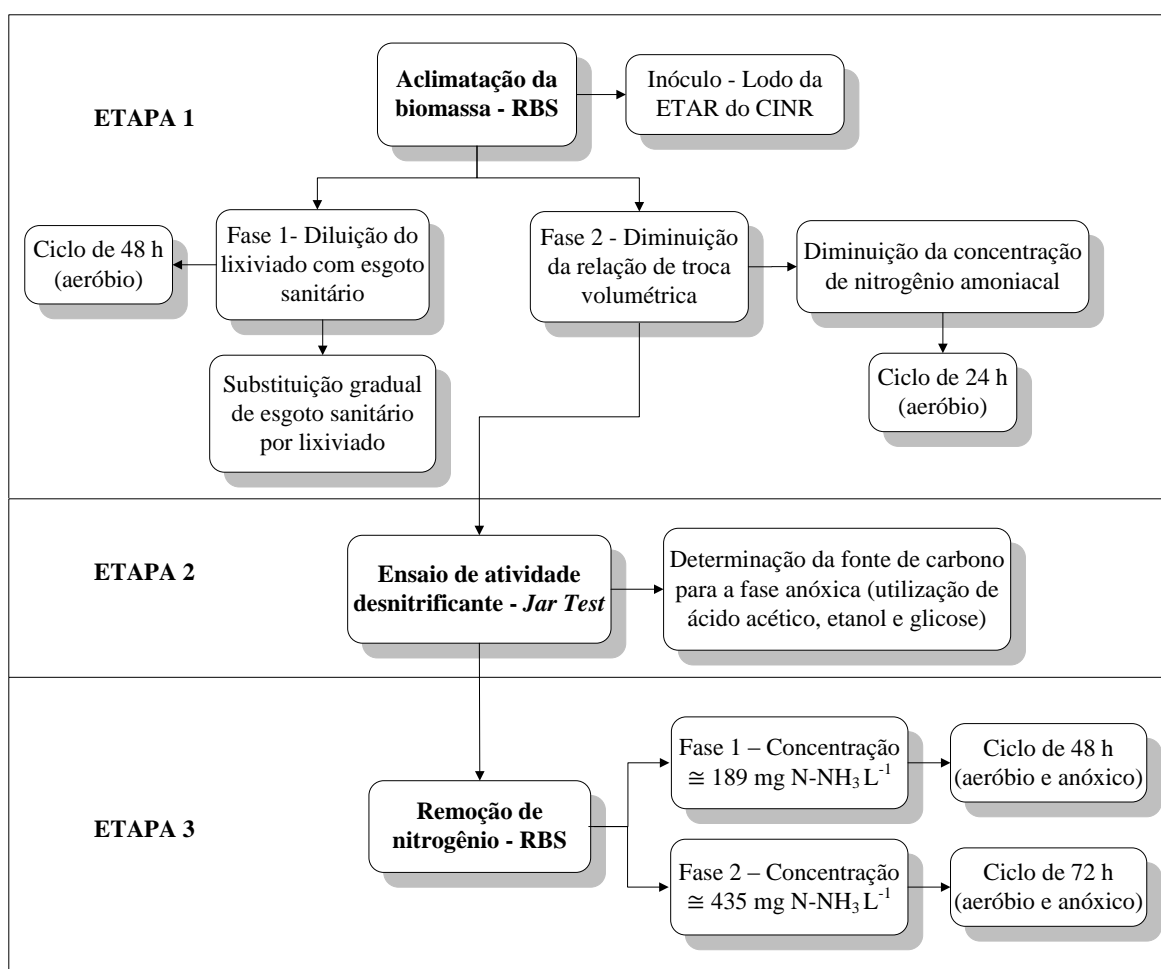 ETAPA 1
Aclimatação da
biomassa - RBS
Inóculo - Lodo da
ETAR do CINR
Ciclo de 48 h
(aeróbio)
Fase 1- Diluição do
lixiviado com esgoto
sanitário
Fase 2 - Diminuição
da relação de troca
volumétrica
Diminuição da concentração
de nitrogênio amoniacal
Substituição gradual
de esgoto sanitário
por lixiviado
Ciclo de 24 h
(aeróbio)
ETAPA 2
Ensaio de atividade
desnitrificante - Jar Test
Determinação da fonte de carbono
para a fase anóxica (utilização de
ácido acético, etanol e glicose)
ETAPA 3
Remoção de
nitrogênio - RBS
Fase 1 – Concentração
≅ 189 mg N-NH₃ L⁻¹
Ciclo de 48 h
(aeróbio e anóxico)
Fase 2 – Concentração
≅ 435 mg N-NH₃ L⁻¹
Ciclo de 72 h
(aeróbio e anóxico)